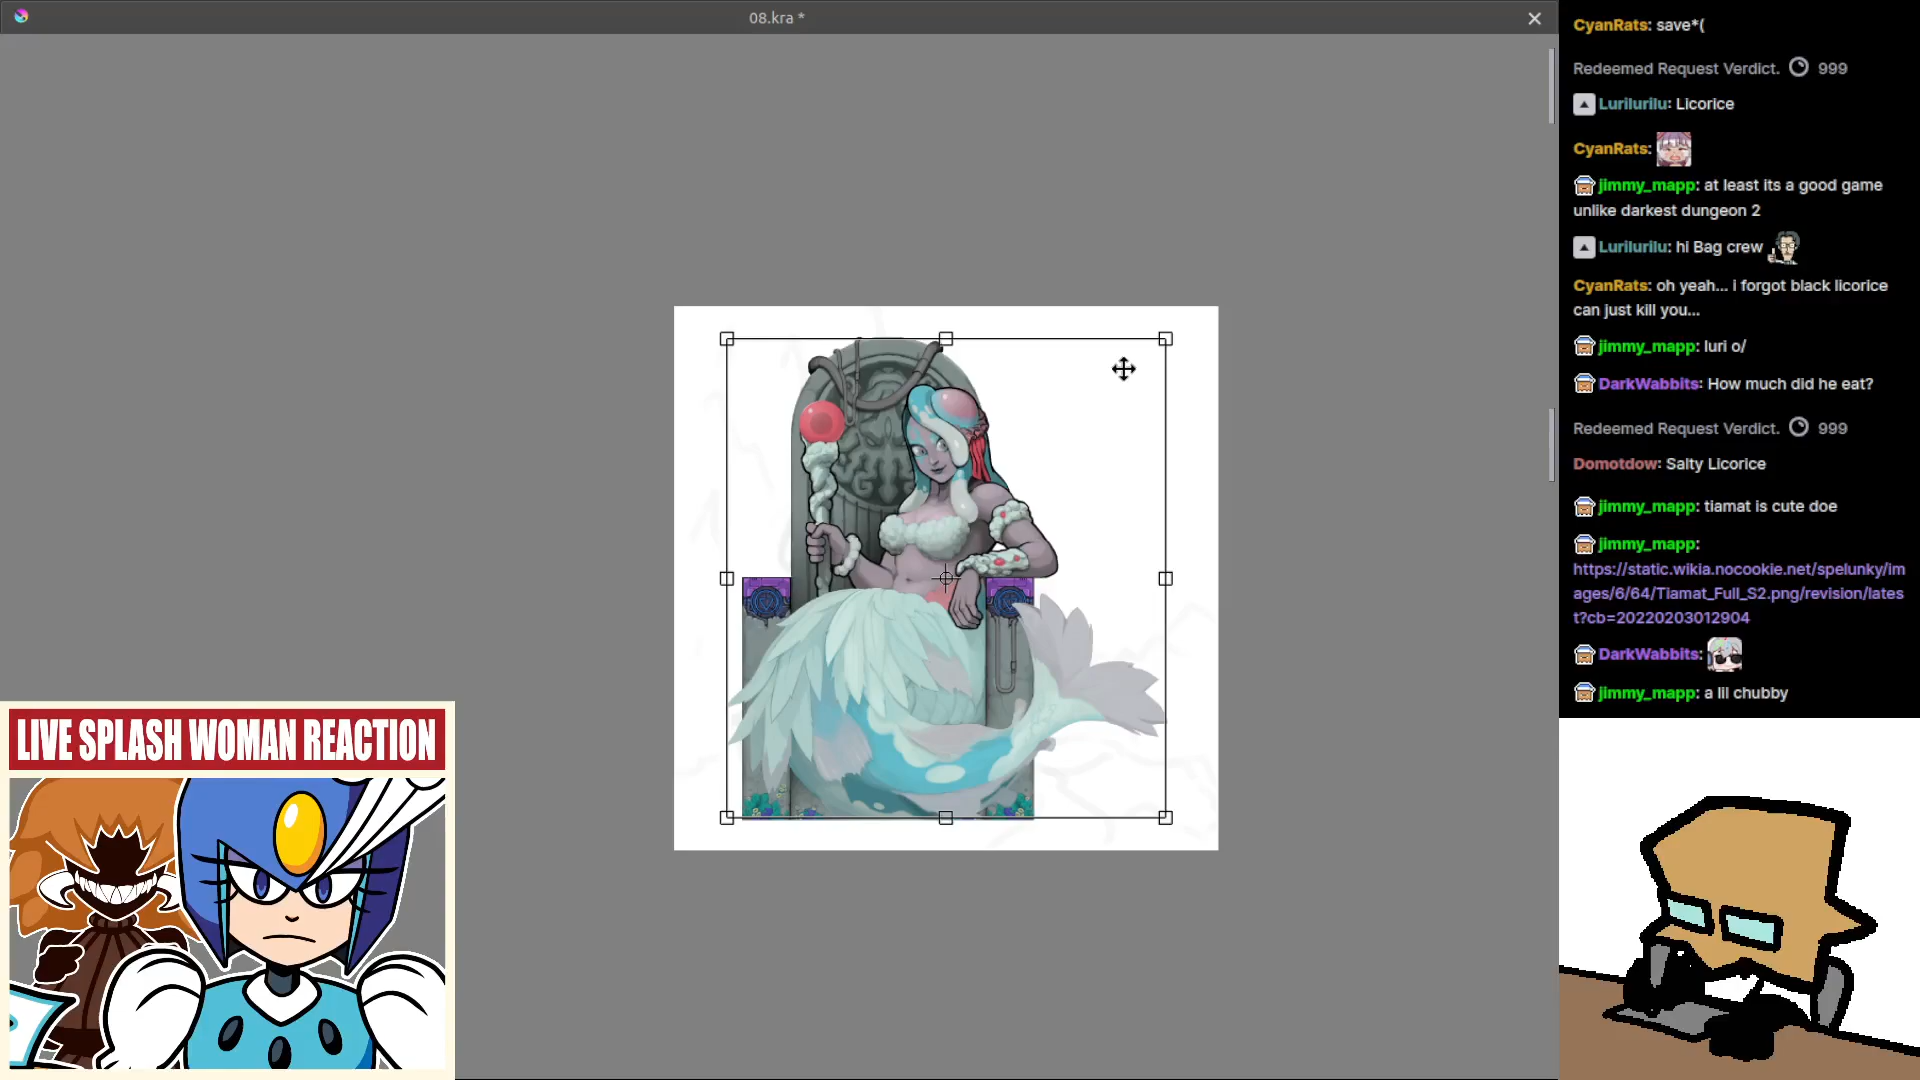 08.kra *
CyanRats: save*(
Redeemed Request Verdict. 999
Lurilurilu: Licorice
CyanRats:
jimmy_mapp: at least its a good game
unlike darkest dungeon 2
Lurilurilu: hi Bag crew
CyanRats: oh yeah... i forgot black licorice
can just kill you...
jimmy_mapp: luri o/
DarkWabbits: How much did he eat?
Redeemed Request Verdict. 999
Domotdow: Salty Licorice
jimmy_mapp: tiamat is cute doe
jimmy_mapp:
https://static.wikia.nocookie.net/spelunky/im
ages/6/64/Tiamat_Full_S2.png/revision/lates
t?cb=20220203012904
DarkWabbits:
jimmy_mapp: a lil chubby
LIVE SPLASH WOMAN REACTION